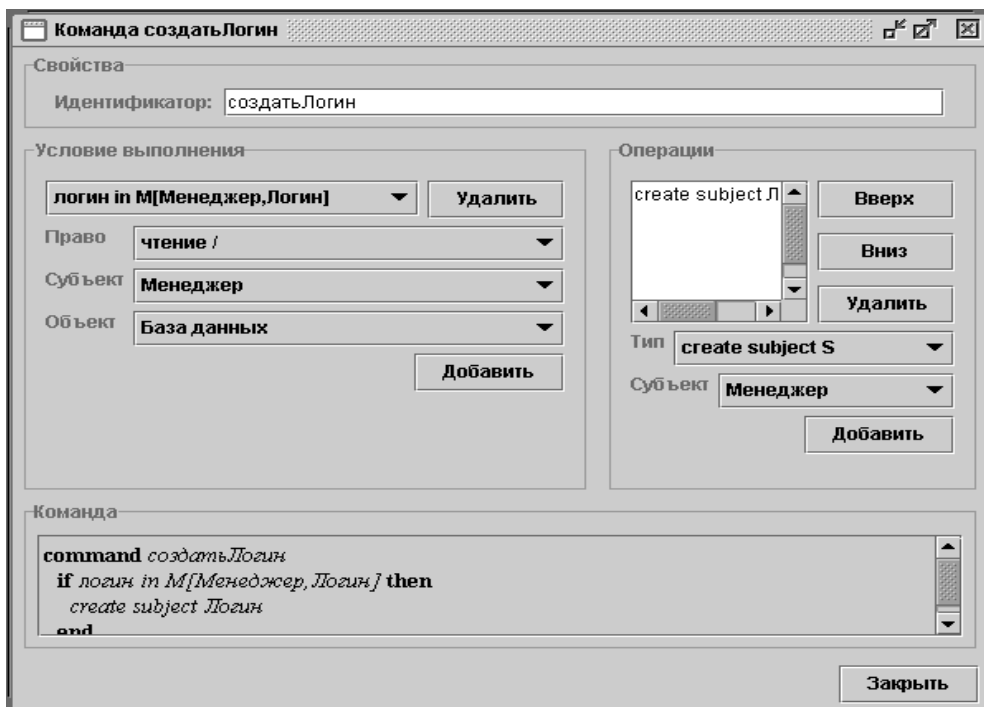 Команда создатьЛогин
Свойства
Идентификатор: создатьЛогин
Условие выполнения
логин in M[Менеджер,Логин]
Удалить
Право чтение /
Субъект Менеджер
Объект База данных
Добавить
Операции
create subject Л
Вверх
Вниз
Удалить
Тип create subject S
Субъект Менеджер
Добавить
Команда
command создатьЛогин
if логин in M[Менеджер,Логин] then
create subject Логин
end
Закрыть